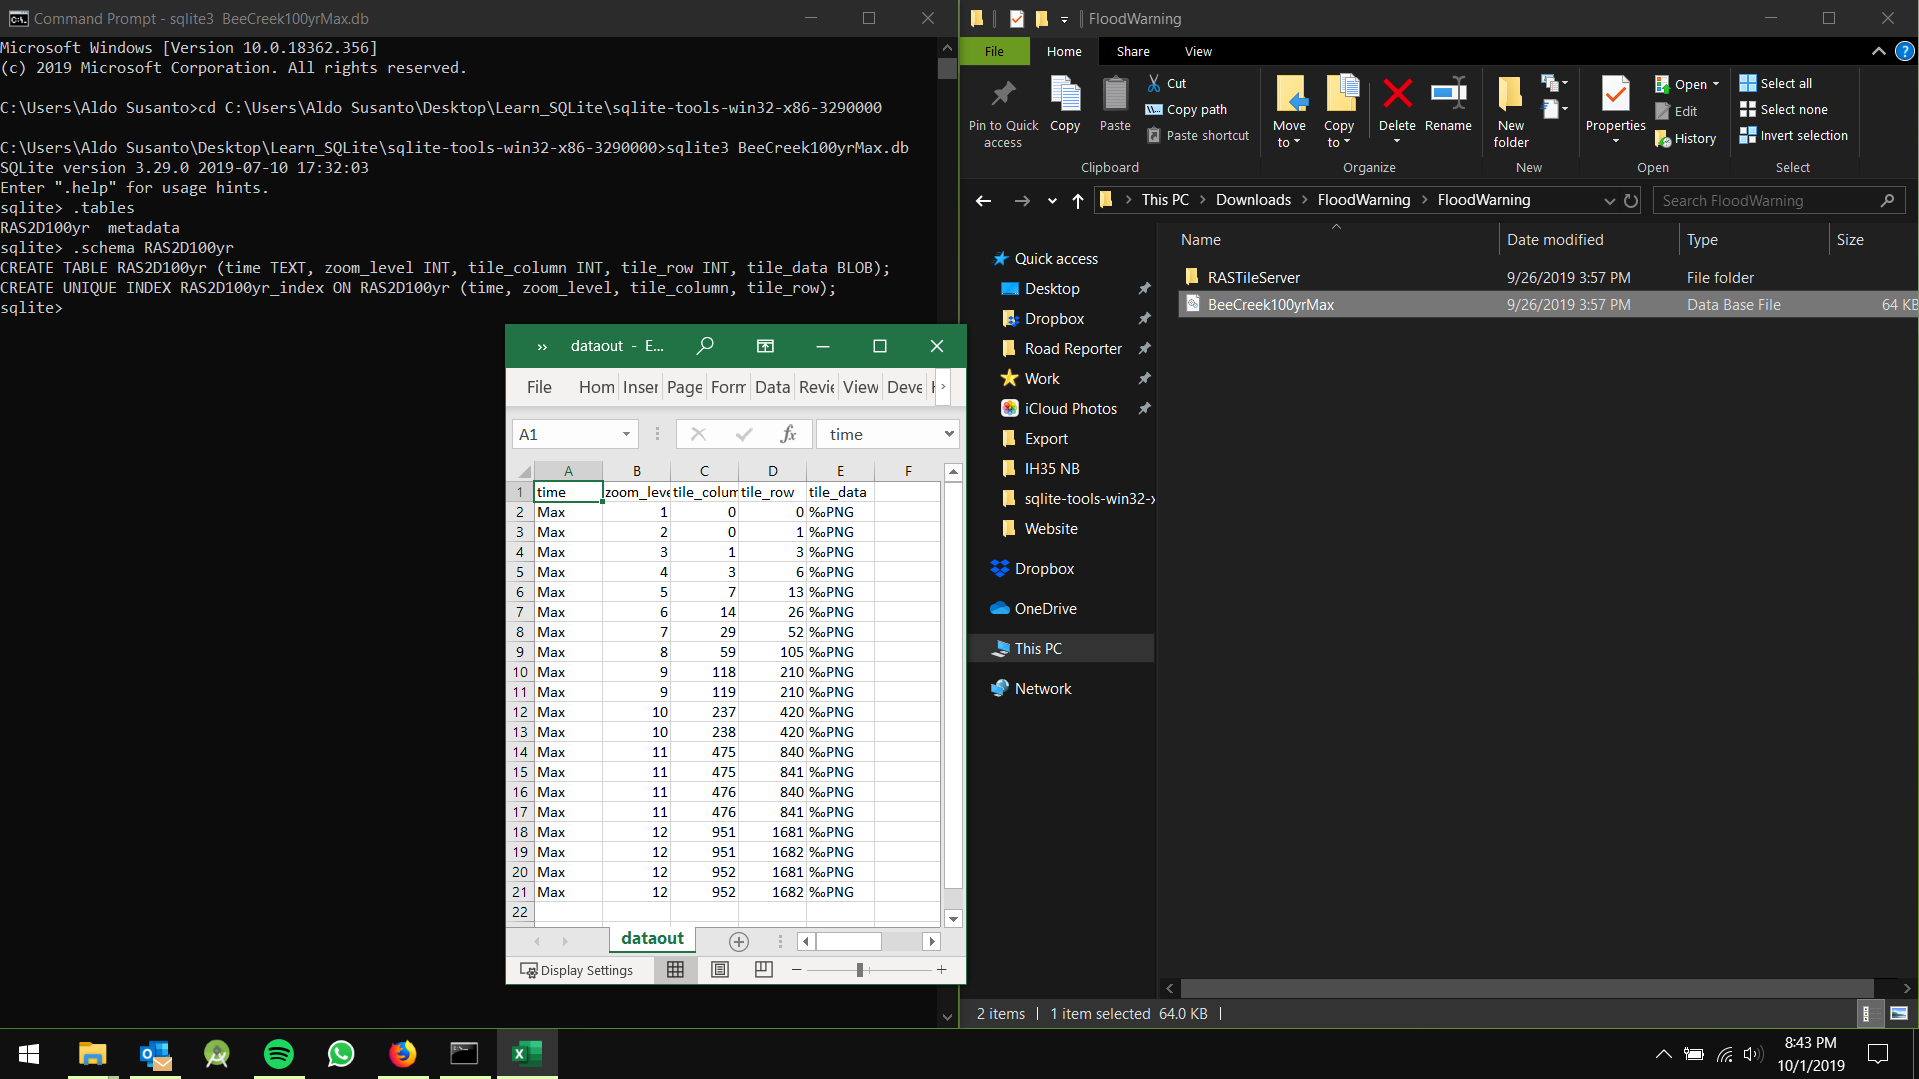 Command Prompt - sqlite3  BeeCreek100yrMax.db
Microsoft Windows [Version 10.0.18362.356]
(c) 2019 Microsoft Corporation. All rights reserved.
C:\Users\Aldo Susanto>cd C:\Users\Aldo Susanto\Desktop\Learn_SQLite\sqlite-tools-win32-x86-3290000
C:\Users\Aldo Susanto\Desktop\Learn_SQLite\sqlite-tools-win32-x86-3290000>sqlite3 BeeCreek100yrMax.db
SQLite version 3.29.0 2019-07-10 17:32:03
Enter ".help" for usage hints.
sqlite> .tables
RAS2D100yr  metadata
sqlite> .schema RAS2D100yr
CREATE TABLE RAS2D100yr (time TEXT, zoom_level INT, tile_column INT, tile_row INT, tile_data BLOB);
CREATE UNIQUE INDEX RAS2D100yr_index ON RAS2D100yr (time, zoom_level, tile_column, tile_row);
sqlite>
dataout - E...
File Hom Inser Page Form Data Revie View Deve
A1 fx time
A B C D E F
1 time zoom_leve tile_colum tile_row tile_data
2 Max 1 0 0 ‰PNG
3 Max 2 0 1 ‰PNG
4 Max 3 1 3 ‰PNG
5 Max 4 3 6 ‰PNG
6 Max 5 7 13 ‰PNG
7 Max 6 14 26 ‰PNG
8 Max 7 29 52 ‰PNG
9 Max 8 59 105 ‰PNG
10 Max 9 118 210 ‰PNG
11 Max 9 119 210 ‰PNG
12 Max 10 237 420 ‰PNG
13 Max 10 238 420 ‰PNG
14 Max 11 475 840 ‰PNG
15 Max 11 475 841 ‰PNG
16 Max 11 476 840 ‰PNG
17 Max 11 476 841 ‰PNG
18 Max 12 951 1681 ‰PNG
19 Max 12 951 1682 ‰PNG
20 Max 12 952 1681 ‰PNG
21 Max 12 952 1682 ‰PNG
22
dataout
Display Settings
FloodWarning
File Home Share View
Pin to Quick access
Copy
Paste
Cut
Copy path
Paste shortcut
Clipboard
Move to
Copy to
Delete
Rename
Organize
New folder
New
Properties
Open
Edit
History
Open
Select all
Select none
Invert selection
Select
This PC > Downloads > FloodWarning > FloodWarning
Search FloodWarning
Name Date modified Type Size
RASTileServer 9/26/2019 3:57 PM File folder
BeeCreek100yrMax 9/26/2019 3:57 PM Data Base File 64 KB
Quick access
Desktop
Dropbox
Road Reporter
Work
iCloud Photos
Export
IH35 NB
sqlite-tools-win32-x
Website
Dropbox
OneDrive
This PC
Network
2 items 1 item selected 64.0 KB
8:43 PM
10/1/2019